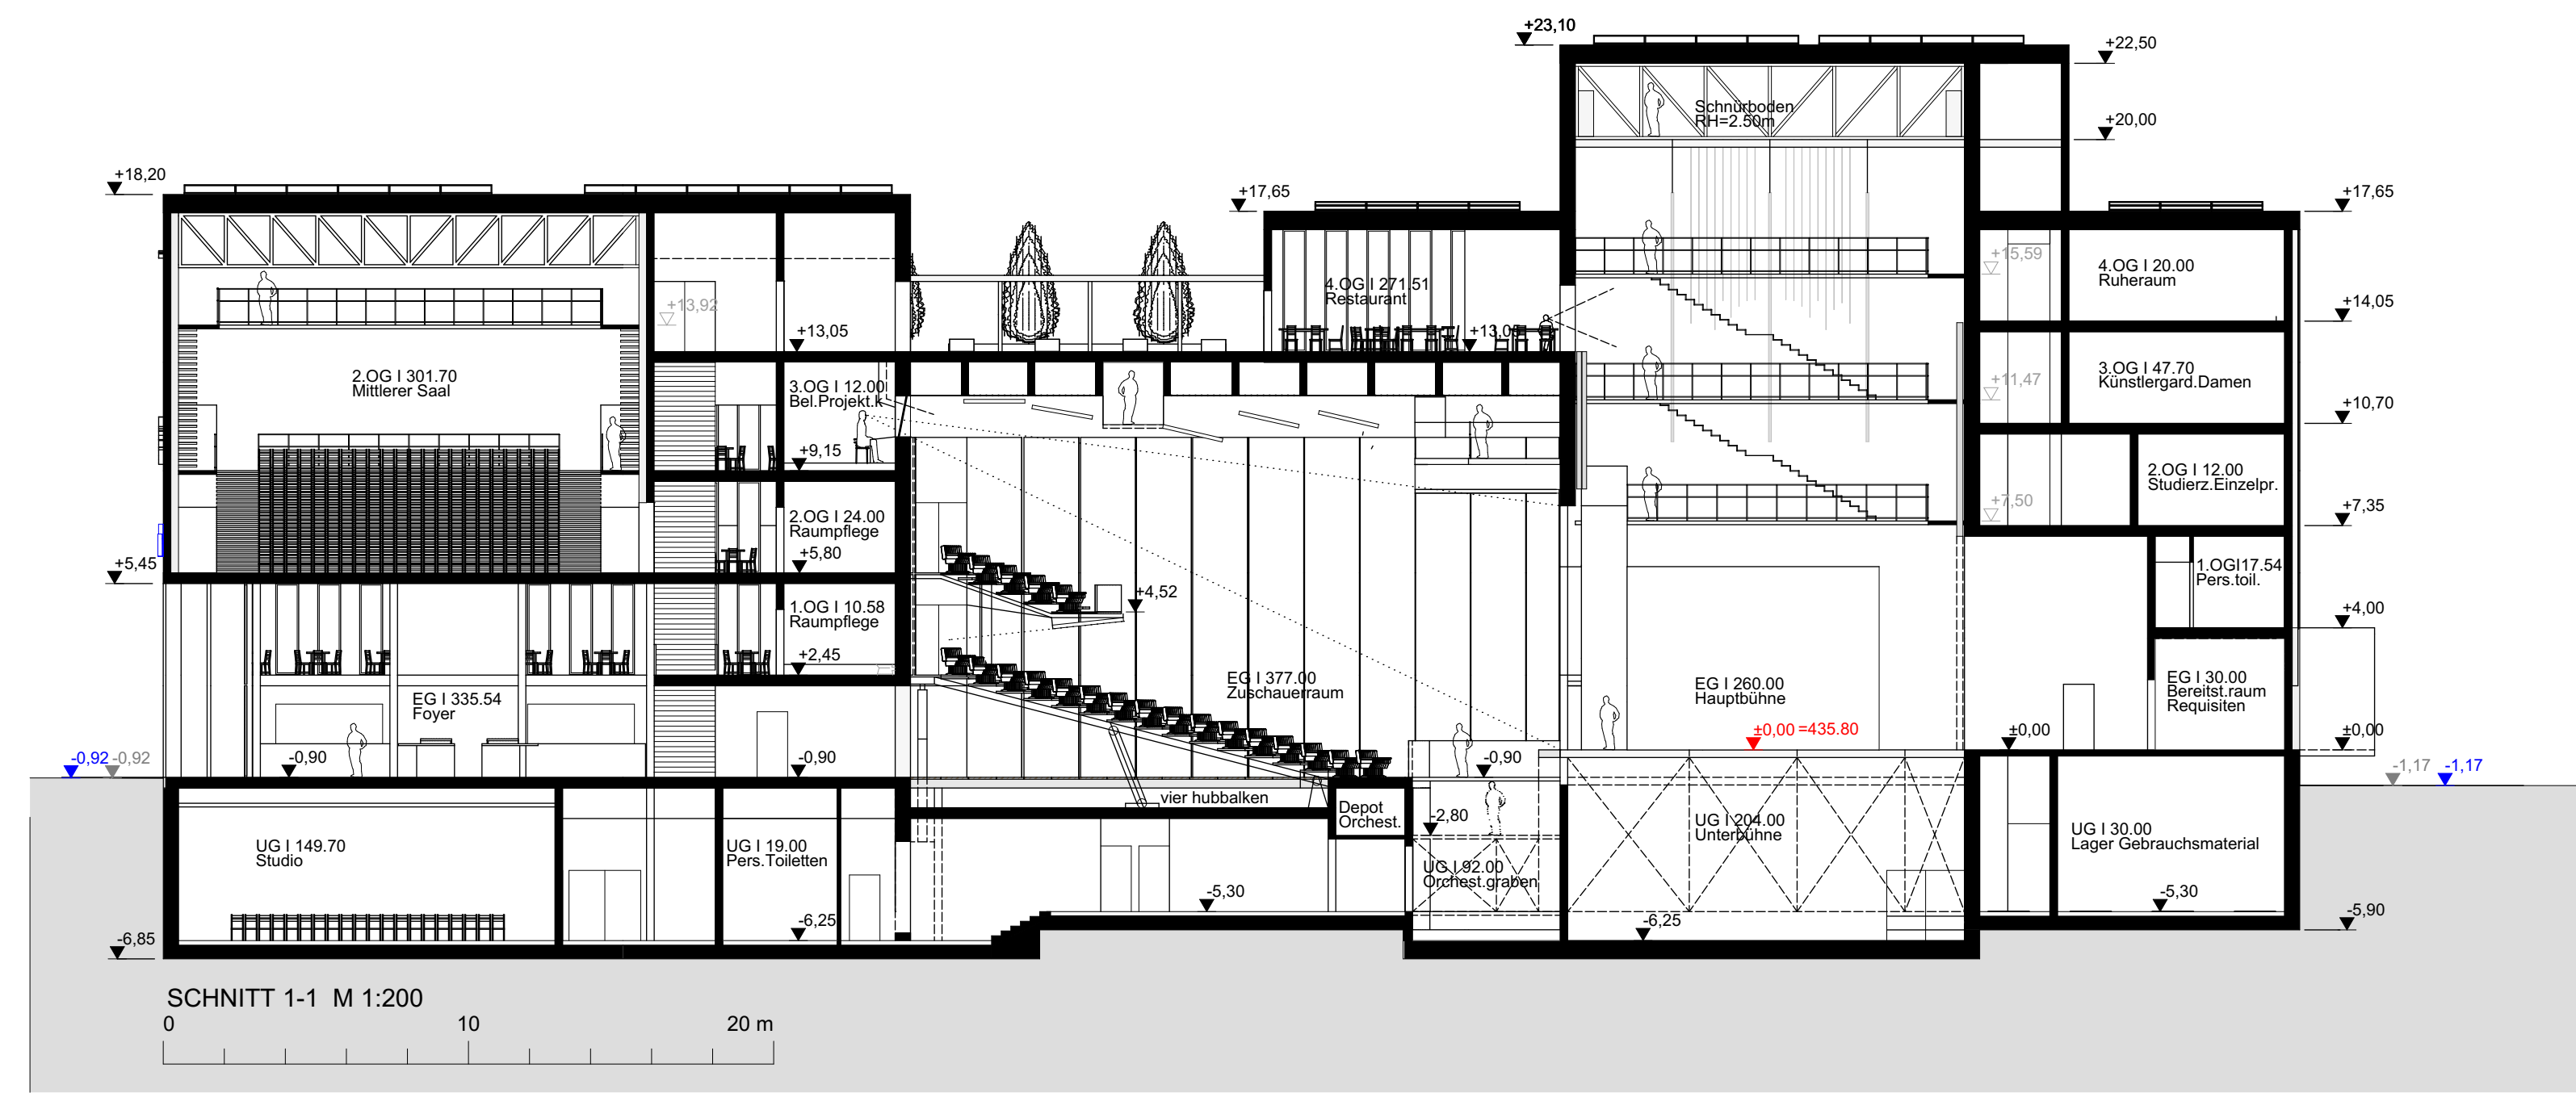 +23,10
+22,50
+20,00
Schnürboden
RH=2.50m
+18,20
+17,65
+17,65
+15,59
4.OG I 20.00
Ruheraum
4.OG I 271.51
Restaurant
+13,92
+14,05
+13,05
2.OG I 301.70
Mittlerer Saal
3.OG I 12.00
Bel.Projekt.k
+11,47
3.OG I 47.70
Künstlergard.Damen
+10,70
+9,15
2.OG I 12.00
Studierz.Einzelpr.
+7,50
+7,35
2.OG I 24.00
Raumpflege
+5,80
+5,45
1.OGI17.54
Pers.toil.
+4,52
+4,00
1.OG I 10.58
Raumpflege
+2,45
EG I 335.54
Foyer
EG I 377.00
Zuschauerraum
EG I 260.00
Hauptbühne
EG I 30.00
Bereitst.raum
Requisiten
±0,00 =435.80
±0,00
±0,00
-0,92
-0,92
-0,90
-0,90
-0,90
-1,17
-1,17
vier hubbalken
Depot
Orchest.
-2,80
UG I 149.70
Studio
UG I 19.00
Pers.Toiletten
UG I 92.00
Orchest.graben
UG I 204.00
Unterbühne
UG I 30.00
Lager Gebrauchsmaterial
-5,30
-5,30
-6,25
-6,25
-5,90
-6,85
SCHNITT 1-1 M 1:200
0 10 20 m